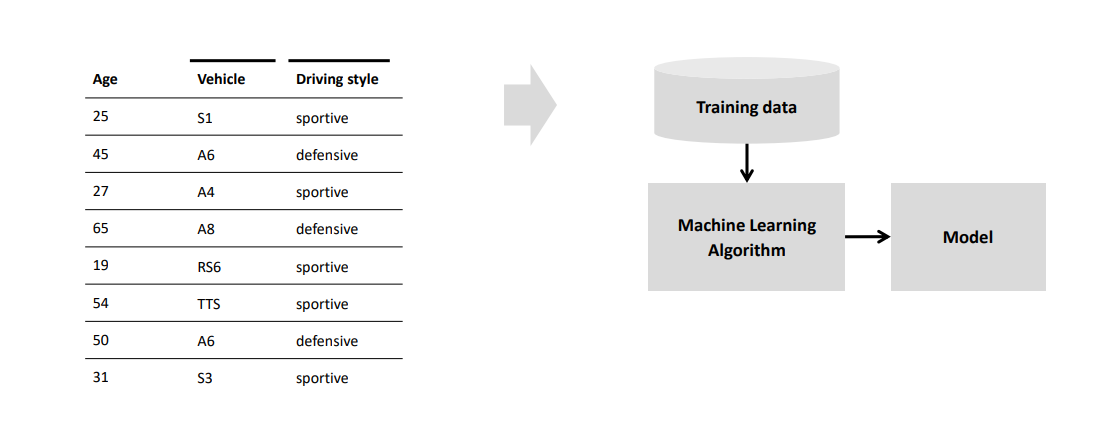 Age Vehicle Driving style
25 S1 sportive
45 A6 defensive
27 A4 sportive
65 A8 defensive
19 RS6 sportive
54 TTS sportive
50 A6 defensive
31 S3 sportive
Training data
Machine Learning
Algorithm
Model